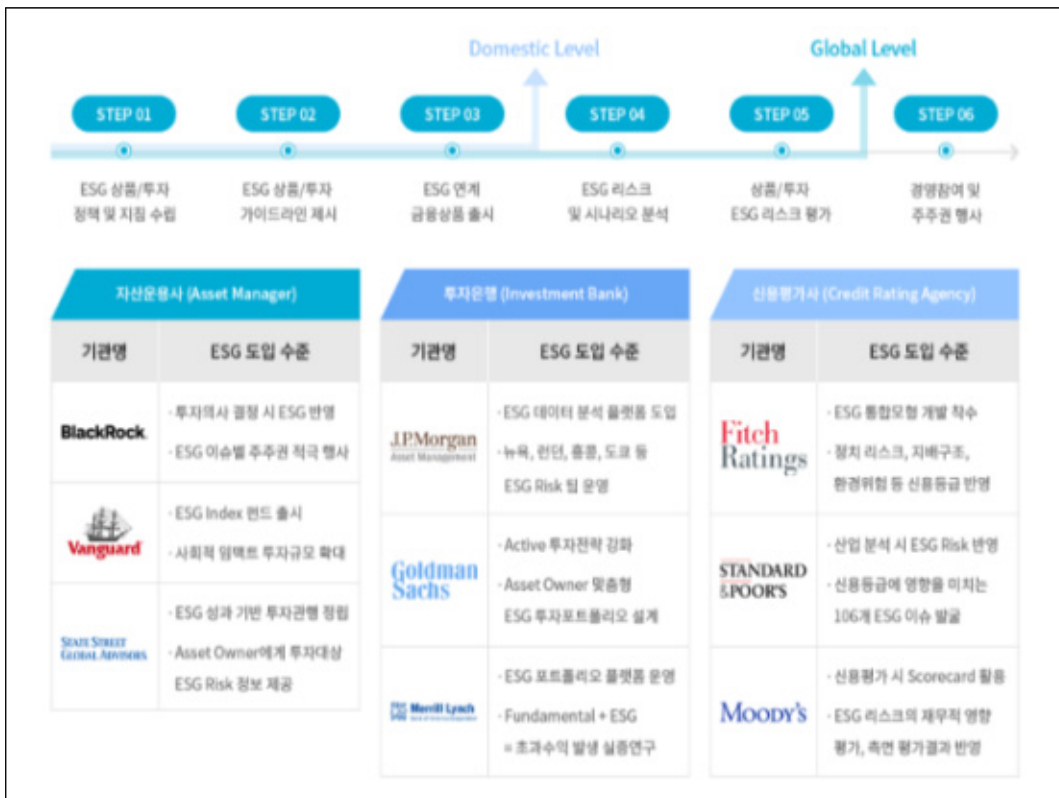 Domestic Level
Global Level
STEP 01
STEP 02
STEP 03
STEP 04
STEP 05
STEP 06
ESG 상품/투자
정책 및 지침 수립
ESG 상품/투자
가이드라인 제시
ESG 연계
금융상품 출시
ESG 리스크
및 시나리오 분석
상품/투자
ESG 리스크 평가
경영참여 및
주주권 행사
자산운용사 (Asset Manager)
기관명
ESG 도입 수준
BlackRock
· 투자의사 결정 시 ESG 반영
· ESG 이슈별 주주권 적극 행사
Vanguard
· ESG Index 펀드 출시
· 사회적 임팩트 투자규모 확대
STATE STREET
GLOBAL ADVISORS
· ESG 성과 기반 투자관행 정립
· Asset Owner에게 투자대상
ESG Risk 정보 제공
투자은행 (Investment Bank)
기관명
ESG 도입 수준
J.P.Morgan
Asset Management
· ESG 데이터 분석 플랫폼 도입
· 뉴욕, 런던, 홍콩, 도쿄 등
ESG Risk 팀 운영
Goldman
Sachs
· Active 투자전략 강화
· Asset Owner 맞춤형
ESG 투자포트폴리오 설계
Merrill Lynch
· ESG 포트폴리오 플랫폼 운영
· Fundamental + ESG
= 초과수익 발생 실증연구
신용평가사 (Credit Rating Agency)
기관명
ESG 도입 수준
Fitch
Ratings
· ESG 통합모형 개발 착수
· 정치 리스크, 지배구조,
환경위험 등 신용등급 반영
STANDARD
&POOR'S
· 산업 분석 시 ESG Risk 반영
· 신용등급에 영향을 미치는
106개 ESG 이슈 발굴
MOODY'S
· 신용평가 시 Scorecard 활용
· ESG 리스크의 재무적 영향
평가, 측면 평가결과 반영